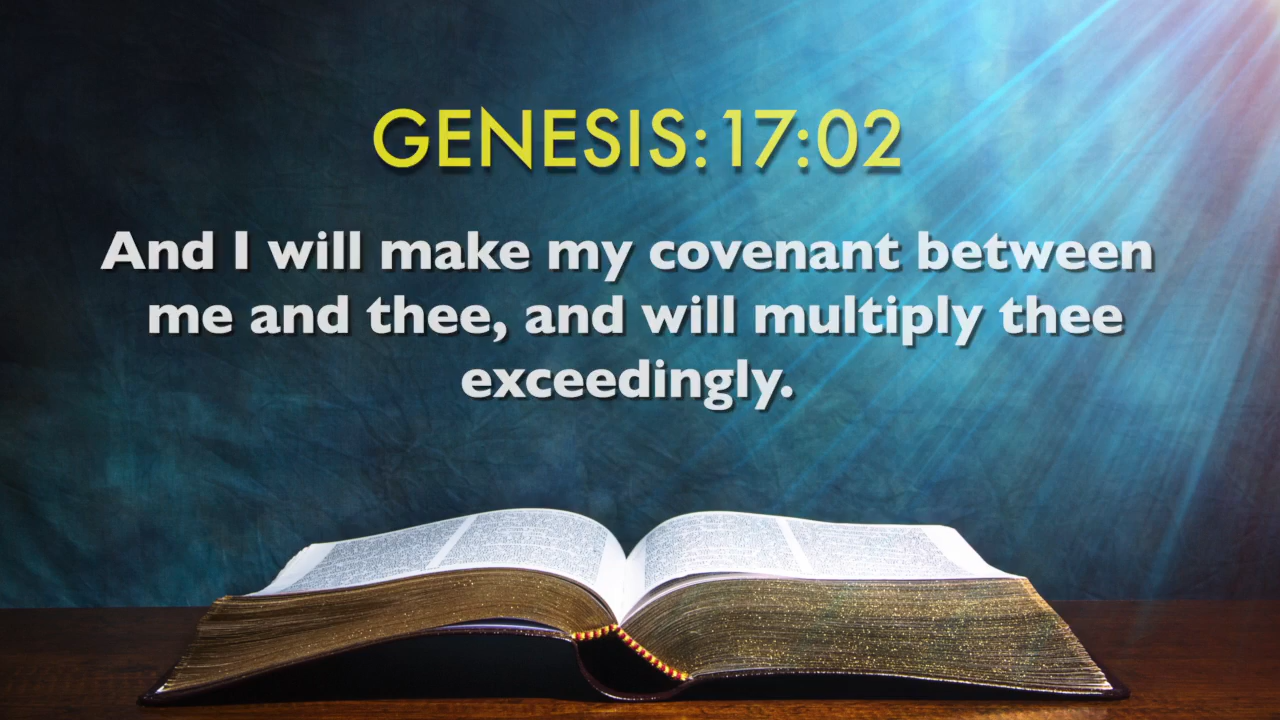 GENESIS:17:02
And I will make my covenant between
me and thee, and will multiply thee
exceedingly.